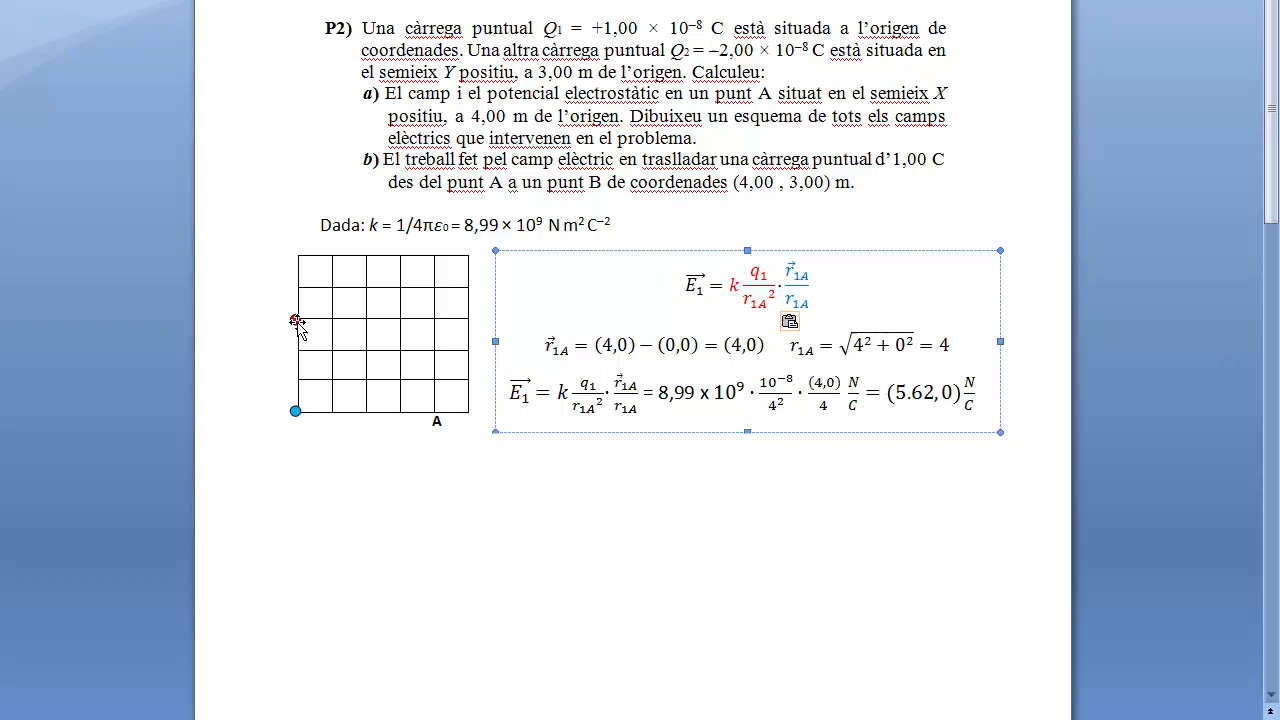 P2) Una càrrega puntual Q1 = +1,00 × 10⁻⁸ C està situada a l’origen de
coordenades. Una altra càrrega puntual Q2 = –2,00 × 10⁻⁸ C està situada en
el semieix Y positiu, a 3,00 m de l’origen. Calculeu:
a) El camp i el potencial electrostàtic en un punt A situat en el semieix X
positiu, a 4,00 m de l’origen. Dibuixeu un esquema de tots els camps
elèctrics que intervenen en el problema.
b) El treball fet pel camp elèctric en traslladar una càrrega puntual d’1,00 C
des del punt A a un punt B de coordenades (4,00 , 3,00) m.
Dada: k = 1/4πε₀ = 8,99 × 10⁹ N m² C⁻²
E₁⃗ = k q₁/r₁A² · r⃗₁A/r₁A
r⃗₁A = (4,0) − (0,0) = (4,0) r₁A = √(4² + 0²) = 4
E₁⃗ = k q₁/r₁A² · r⃗₁A/r₁A = 8,99 x 10⁹ · 10⁻⁸/4² · (4,0)/4 N/C = (5.62, 0) N/C
A